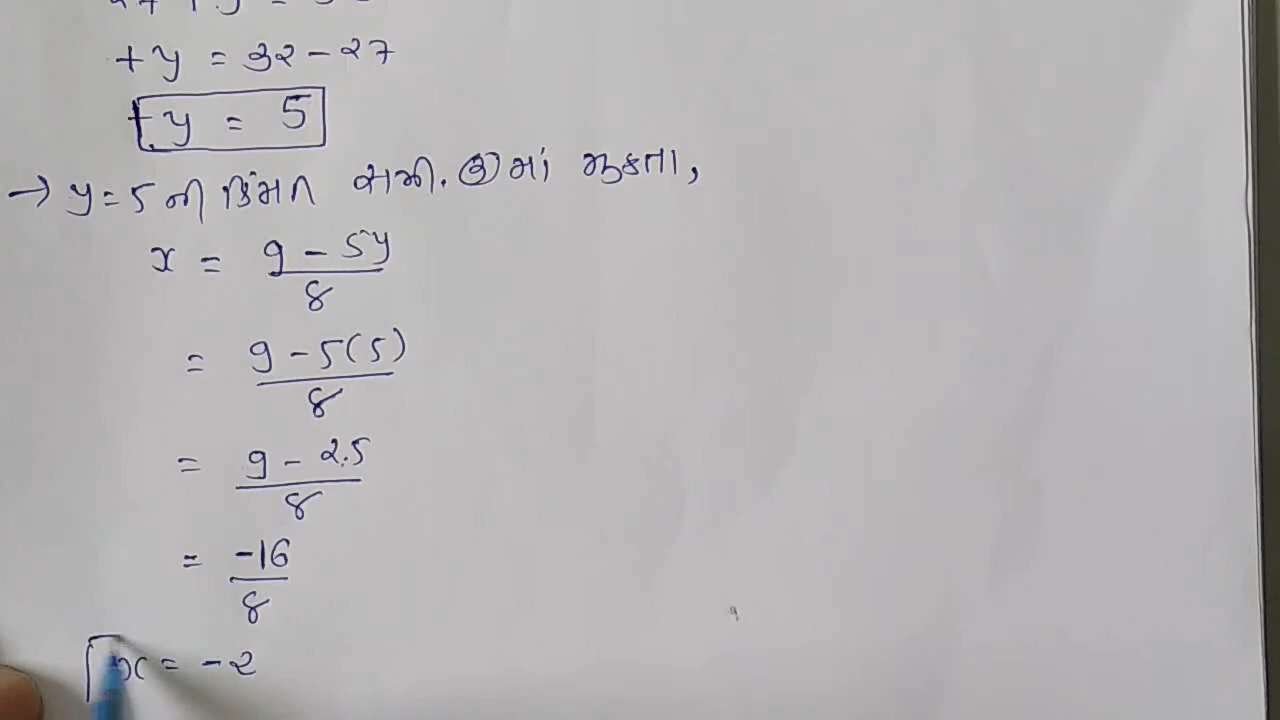 +y = 32 - 27
+y = 5
→ y = 5 ની કિંમત સમી. ③ માં મુકતા,
x = 9 - 5y / 8
= 9 - 5(5) / 8
= 9 - 25 / 8
= -16 / 8
x = -2